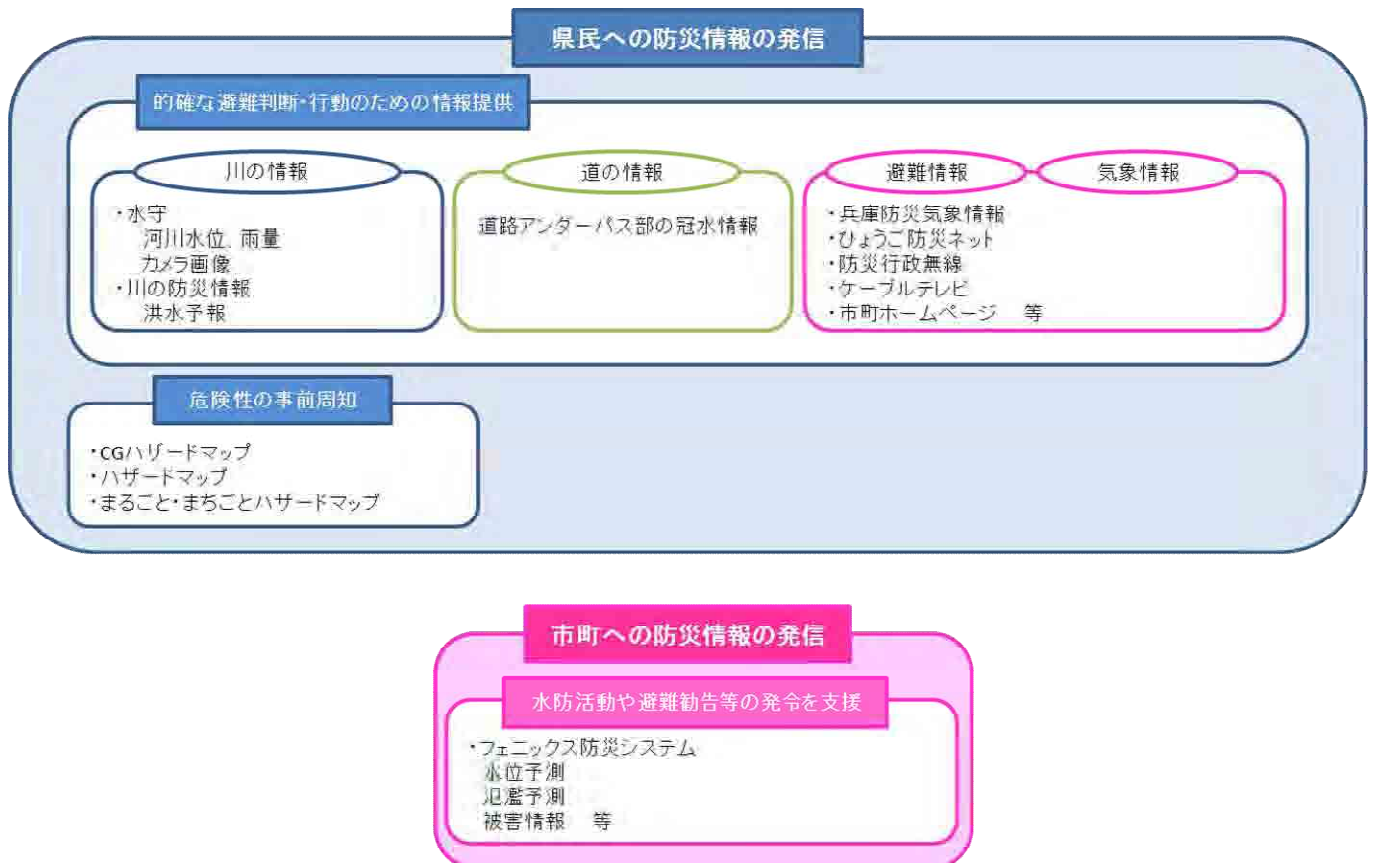 県民への防災情報の発信
的確な避難判断・行動のための情報提供
川の情報
・水守
河川水位、雨量
カメラ画像
・川の防災情報
洪水予報
道の情報
道路アンダーパス部の冠水情報
避難情報
気象情報
・兵庫防災気象情報
・ひょうご防災ネット
・防災行政無線
・ケーブルテレビ
・市町ホームページ 等
危険性の事前周知
・CGハザードマップ
・ハザードマップ
・まるごと・まちごとハザードマップ
市町への防災情報の発信
水防活動や避難勧告等の発令を支援
・フェニックス防災システム
水位予測
氾濫予測
被害情報 等